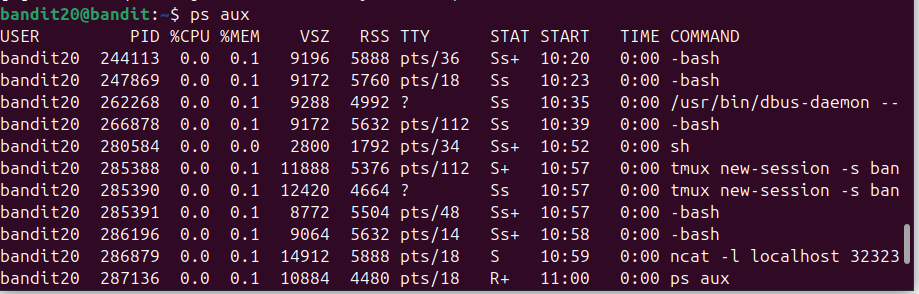 bandit20@bandit:~$ ps aux
USER PID %CPU %MEM VSZ RSS TTY STAT START TIME COMMAND
bandit20 244113 0.0 0.1 9196 5888 pts/36 Ss+ 10:20 0:00 -bash
bandit20 247869 0.0 0.1 9172 5760 pts/18 Ss 10:23 0:00 -bash
bandit20 262268 0.0 0.1 9288 4992 ? Ss 10:35 0:00 /usr/bin/dbus-daemon --
bandit20 266878 0.0 0.1 9172 5632 pts/112 Ss 10:39 0:00 -bash
bandit20 280584 0.0 0.0 2800 1792 pts/34 Ss+ 10:52 0:00 sh
bandit20 285388 0.0 0.1 11888 5376 pts/112 S+ 10:57 0:00 tmux new-session -s ban
bandit20 285390 0.0 0.1 12420 4664 ? Ss 10:57 0:00 tmux new-session -s ban
bandit20 285391 0.0 0.1 8772 5504 pts/48 Ss+ 10:57 0:00 -bash
bandit20 286196 0.0 0.1 9064 5632 pts/14 Ss+ 10:58 0:00 -bash
bandit20 286879 0.0 0.1 14912 5888 pts/18 S 10:59 0:00 ncat -l localhost 32323
bandit20 287136 0.0 0.1 10884 4480 pts/18 R+ 11:00 0:00 ps aux